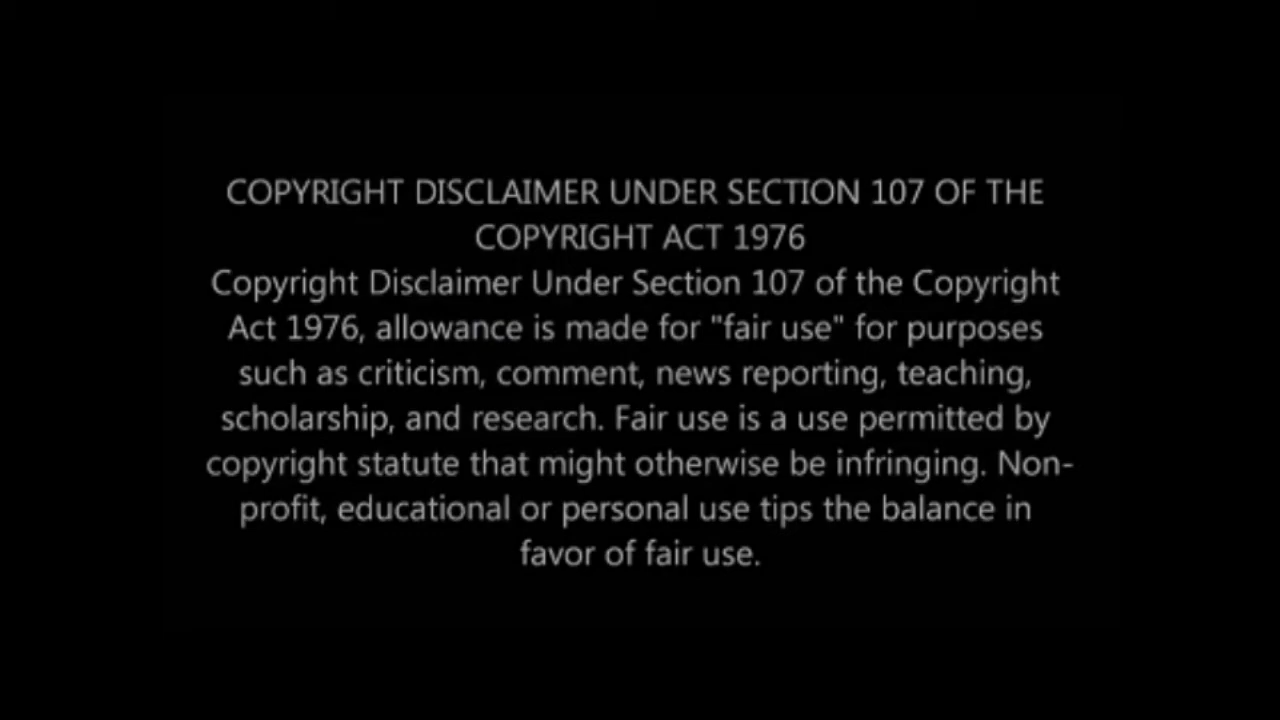 COPYRIGHT DISCLAIMER UNDER SECTION 107 OF THE
COPYRIGHT ACT 1976
Copyright Disclaimer Under Section 107 of the Copyright
Act 1976, allowance is made for "fair use" for purposes
such as criticism, comment, news reporting, teaching,
scholarship, and research. Fair use is a use permitted by
copyright statute that might otherwise be infringing. Non-
profit, educational or personal use tips the balance in
favor of fair use.